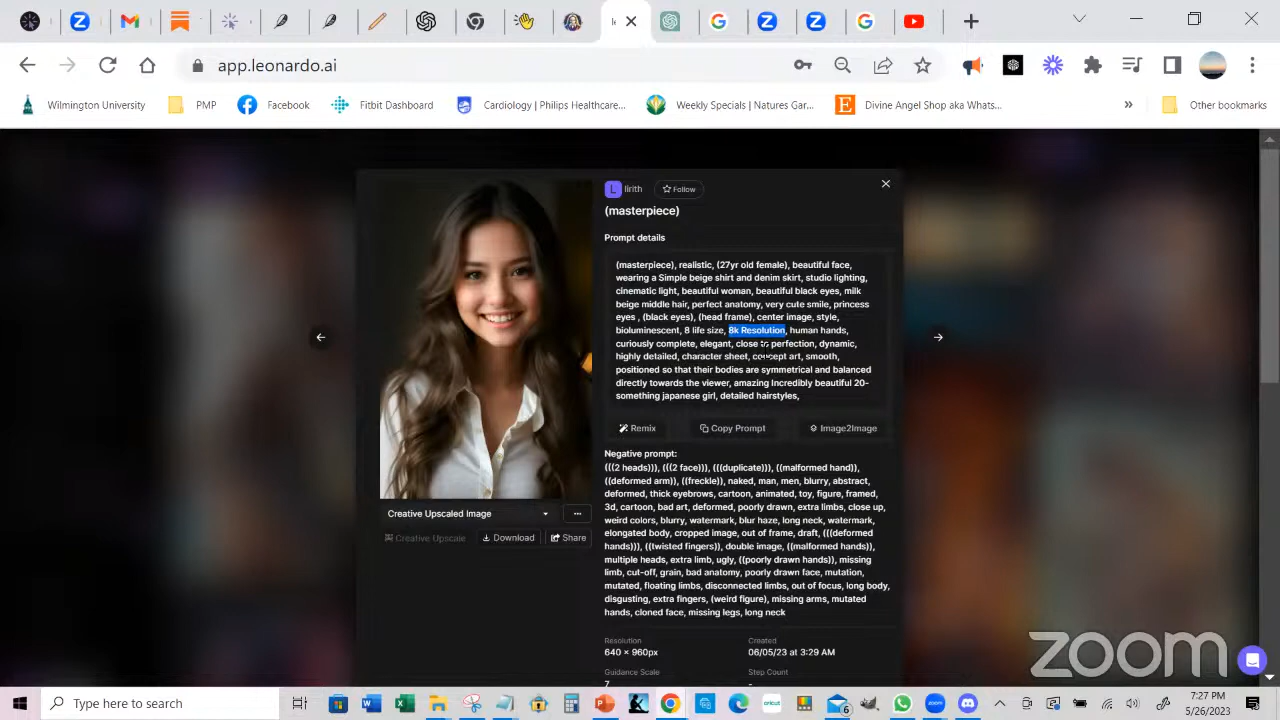 app.leonardo.ai
Wilmington University
PMP
Facebook
Fitbit Dashboard
Cardiology | Philips Healthcare...
Weekly Specials | Natures Gar...
E
Divine Angel Shop aka Whats...
»
Other bookmarks
L
lirith
Follow
(masterpiece)
Prompt details
(masterpiece), realistic, (27yr old female), beautiful face,
wearing a Simple beige shirt and denim skirt, studio lighting,
cinematic light, beautiful woman, beautiful black eyes, milk
beige middle hair, perfect anatomy, very cute smile, princess
eyes , (black eyes), (head frame), center image, style,
bioluminescent, 8 life size, 8k Resolution, human hands,
curiously complete, elegant, close to perfection, dynamic,
highly detailed, character sheet, concept art, smooth,
positioned so that their bodies are symmetrical and balanced
directly towards the viewer, amazing Incredibly beautiful 20-
something japanese girl, detailed hairstyles,
Remix
Copy Prompt
Image2Image
Negative prompt:
(((2 heads))), (((2 face))), (((duplicate))), ((malformed hand)),
((deformed arm)), ((freckle)), naked, man, men, blurry, abstract,
deformed, thick eyebrows, cartoon, animated, toy, figure, framed,
3d, cartoon, bad art, deformed, poorly drawn, extra limbs, close up,
weird colors, blurry, watermark, blur haze, long neck, watermark,
elongated body, cropped image, out of frame, draft, (((deformed
hands))), ((twisted fingers)), double image, ((malformed hands)),
multiple heads, extra limb, ugly, ((poorly drawn hands)), missing
limb, cut-off, grain, bad anatomy, poorly drawn face, mutation,
mutated, floating limbs, disconnected limbs, out of focus, long body,
disgusting, extra fingers, (weird figure), missing arms, mutated
hands, cloned face, missing legs, long neck
Creative Upscaled Image
Creative Upscale
Download
Share
Resolution
Created
640 × 960px
06/05/23 at 3:29 AM
Guidance Scale
Step Count
7
-
zoom
Type here to search
7:27 PM
5/26/2023